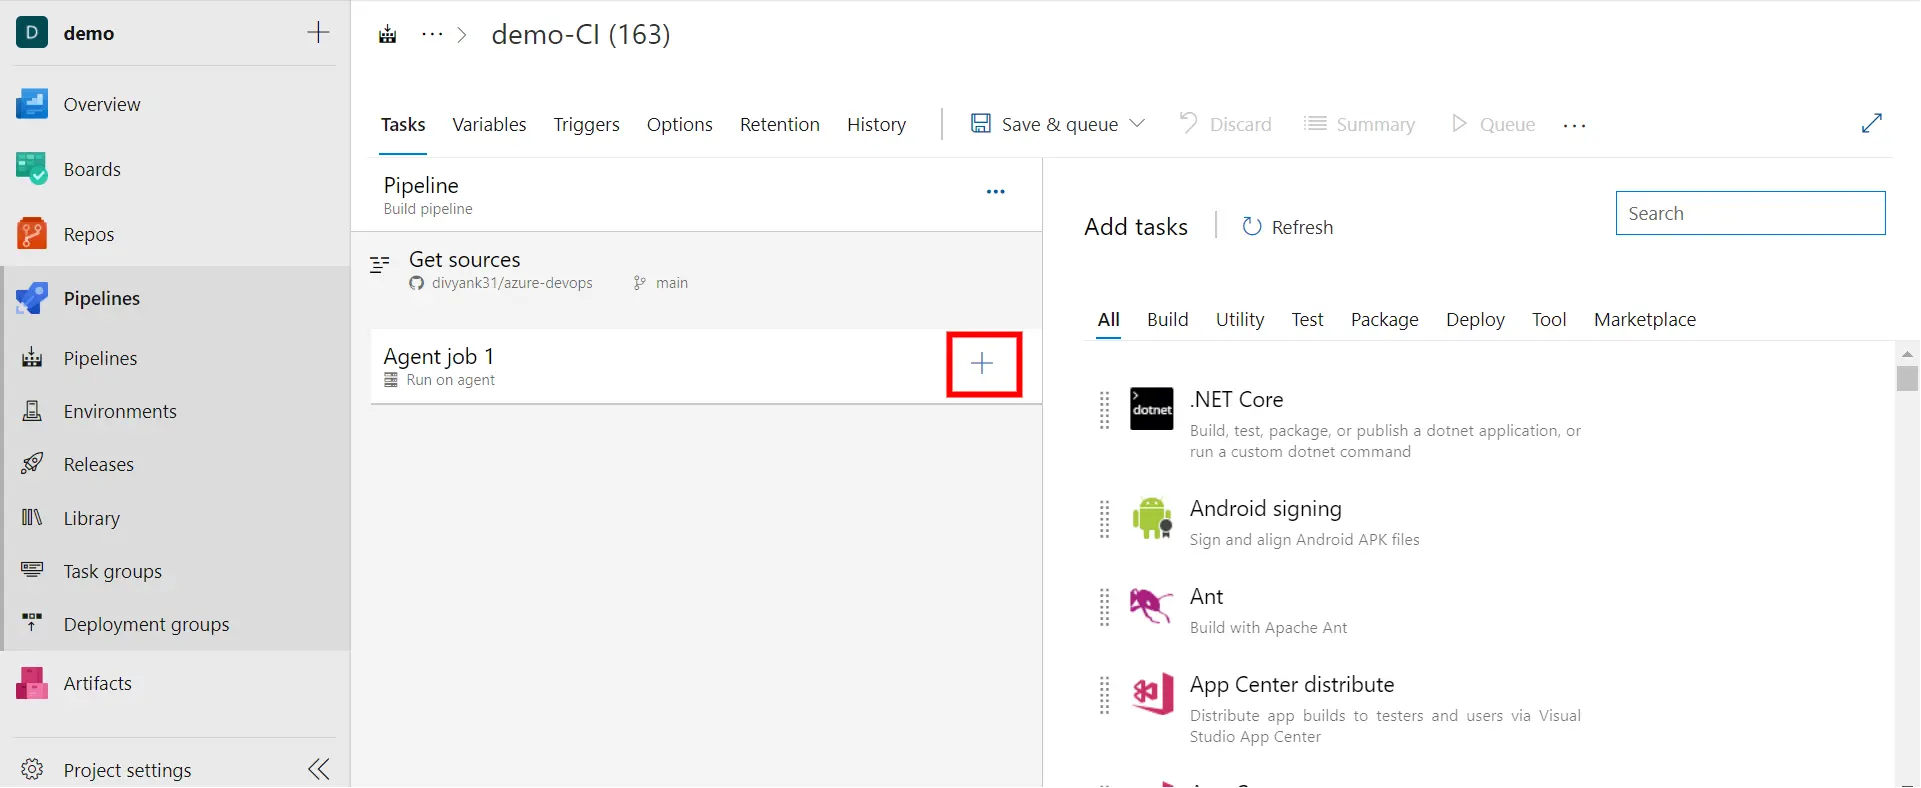 D demo
Overview
Boards
Repos
Pipelines
Pipelines
Environments
Releases
Library
Task groups
Deployment groups
Artifacts
Project settings
... > demo-CI (163)
Tasks Variables Triggers Options Retention History Save & queue Discard Summary Queue ...
Pipeline
Build pipeline
Get sources
divyank31/azure-devops main
Agent job 1
Run on agent
Add tasks Refresh Search
All Build Utility Test Package Deploy Tool Marketplace
dotnet
.NET Core
Build, test, package, or publish a dotnet application, or
run a custom dotnet command
Android signing
Sign and align Android APK files
Ant
Build with Apache Ant
App Center distribute
Distribute app builds to testers and users via Visual
Studio App Center